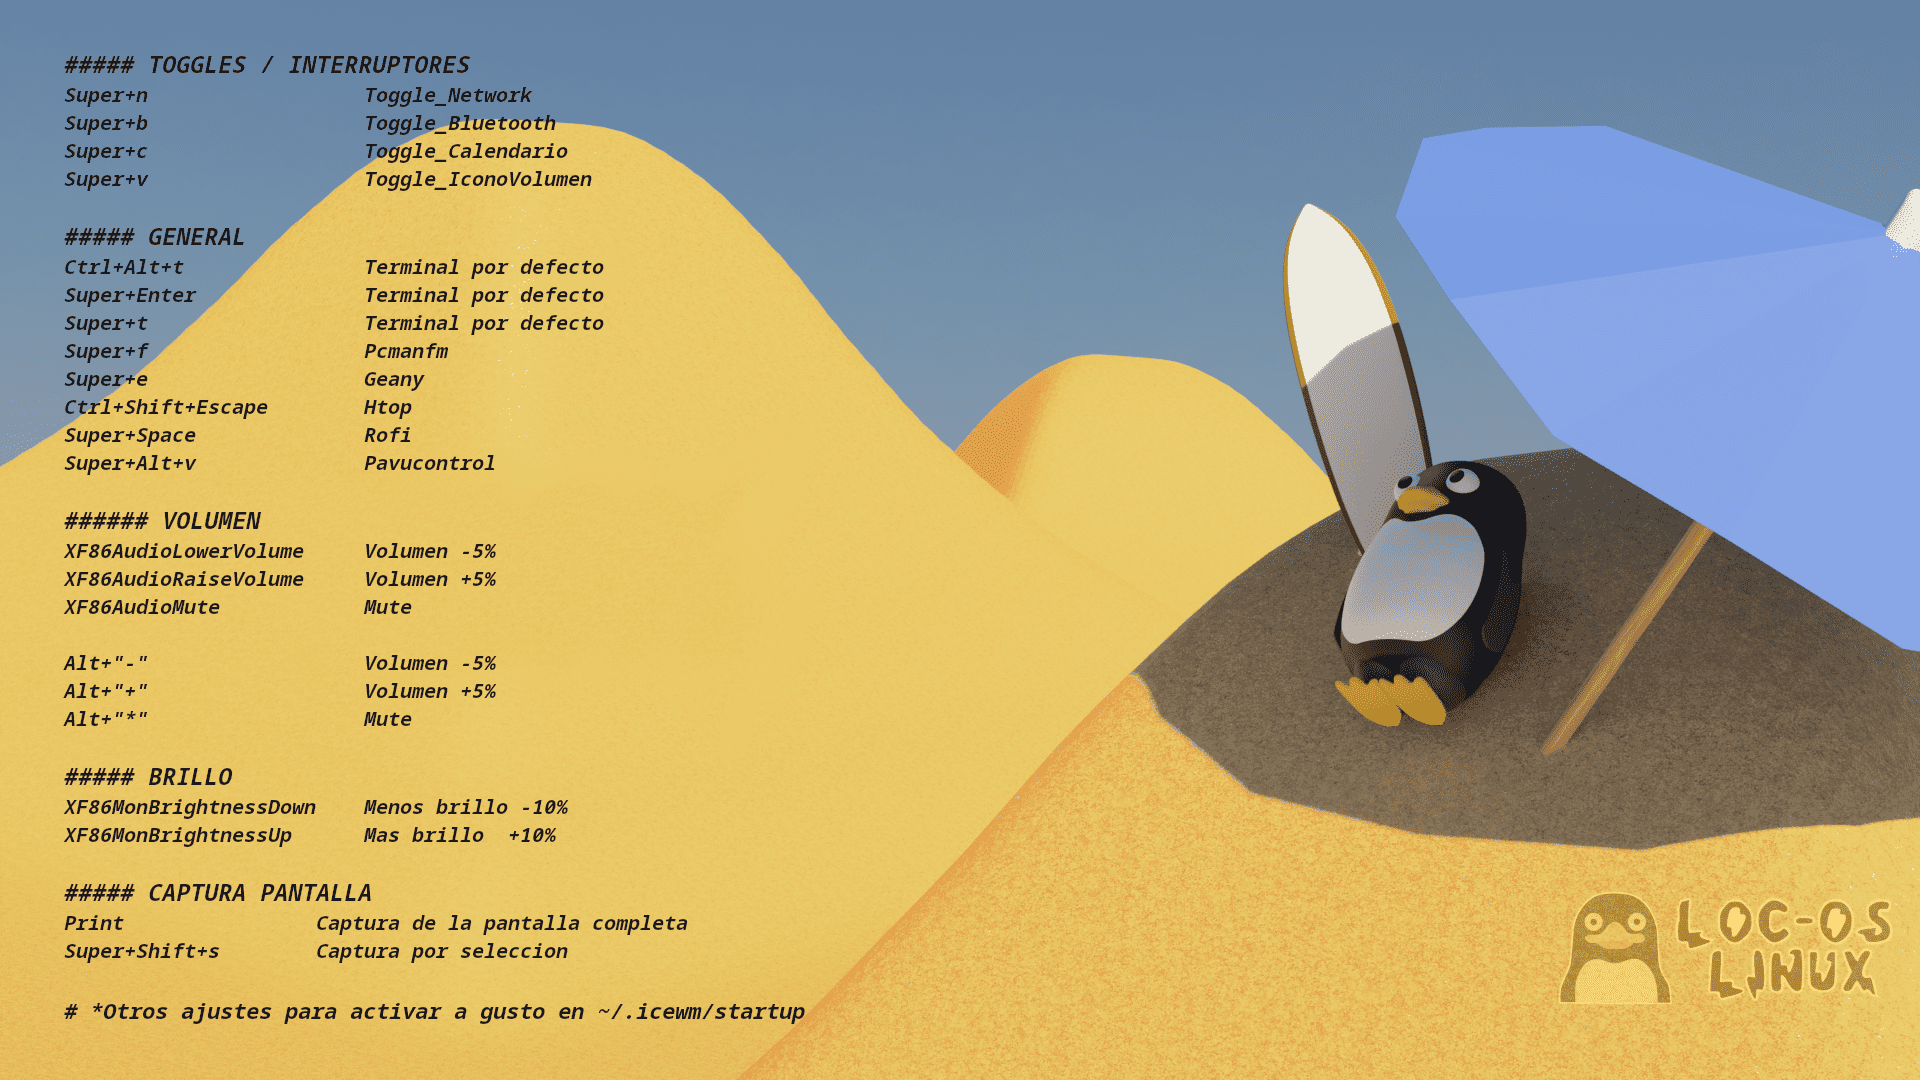 ##### TOGGLES / INTERRUPTORES
Super+n Toggle_Network
Super+b Toggle_Bluetooth
Super+c Toggle_Calendario
Super+v Toggle_IconoVolumen
##### GENERAL
Ctrl+Alt+t Terminal por defecto
Super+Enter Terminal por defecto
Super+t Terminal por defecto
Super+f Pcmanfm
Super+e Geany
Ctrl+Shift+Escape Htop
Super+Space Rofi
Super+Alt+v Pavucontrol
###### VOLUMEN
XF86AudioLowerVolume Volumen -5%
XF86AudioRaiseVolume Volumen +5%
XF86AudioMute Mute
Alt+"-" Volumen -5%
Alt+"+" Volumen +5%
Alt+"*" Mute
##### BRILLO
XF86MonBrightnessDown Menos brillo -10%
XF86MonBrightnessUp Mas brillo  +10%
##### CAPTURA PANTALLA
Print Captura de la pantalla completa
Super+Shift+s Captura por seleccion
# *Otros ajustes para activar a gusto en ~/.icewm/startup
LOC-OS
LINUX